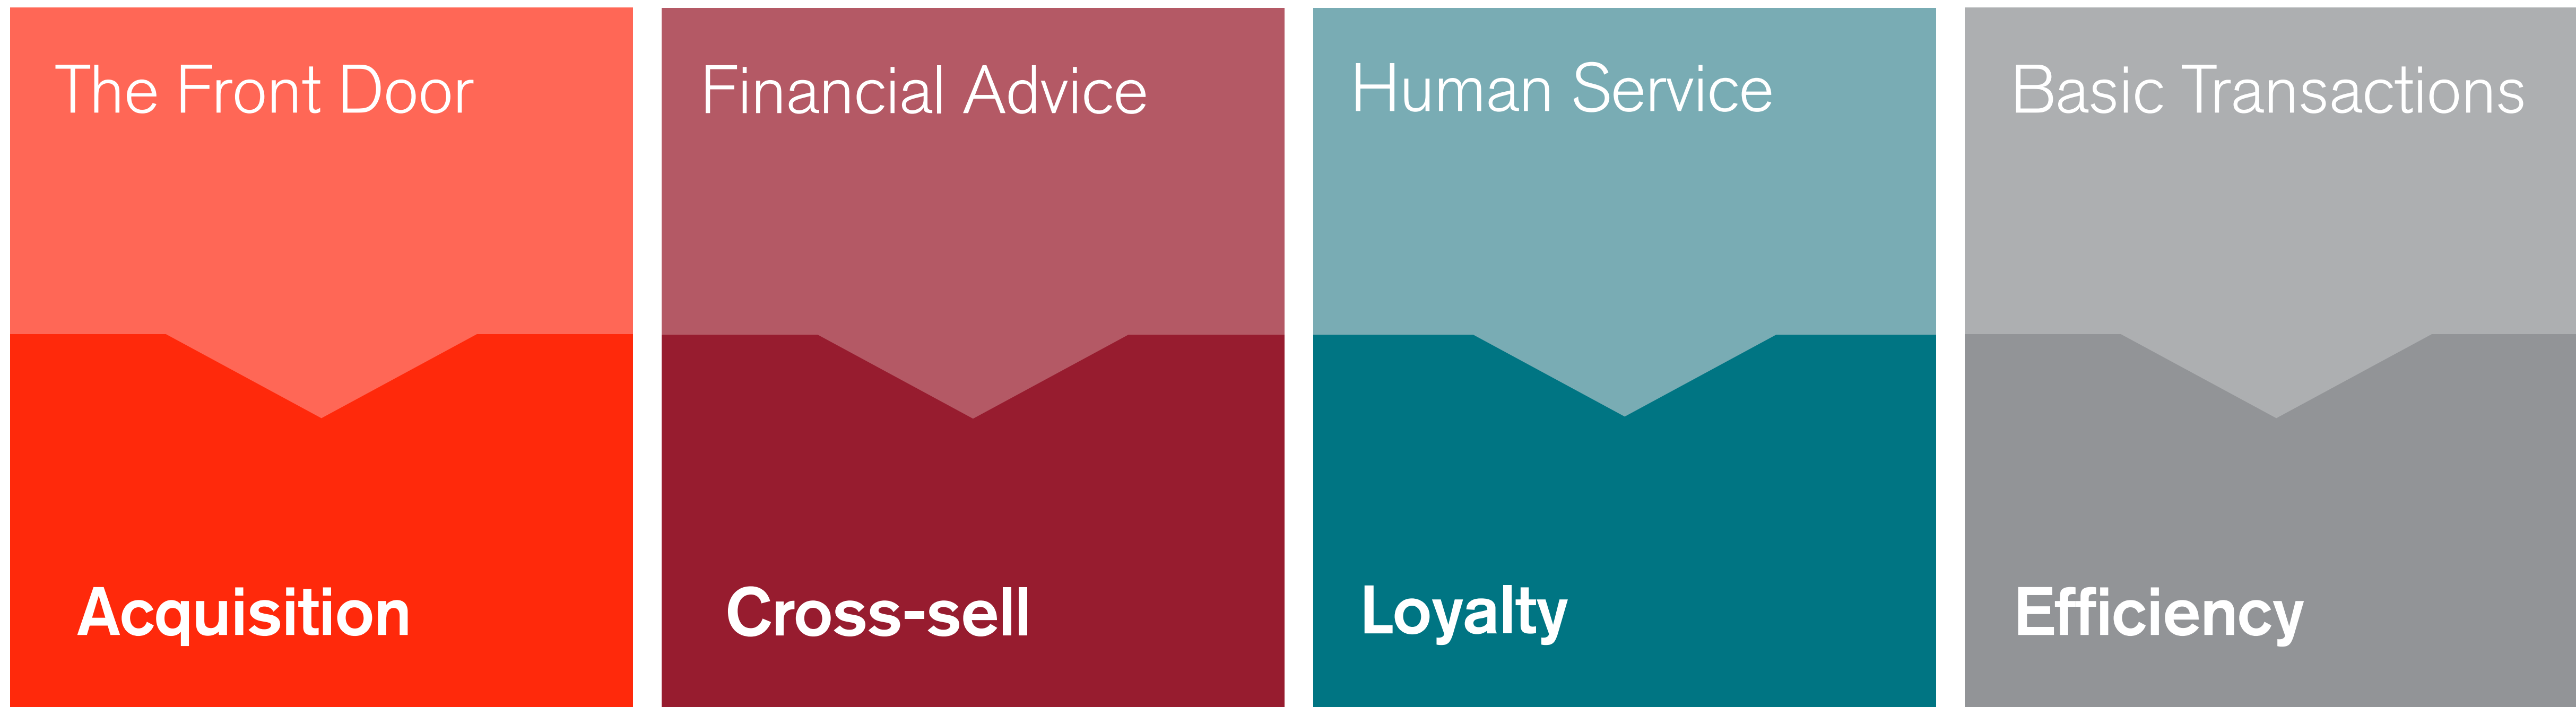 The Front Door
Financial Advice
Human Service
Basic Transactions
Acquisition
Cross-sell
Loyalty
Efficiency